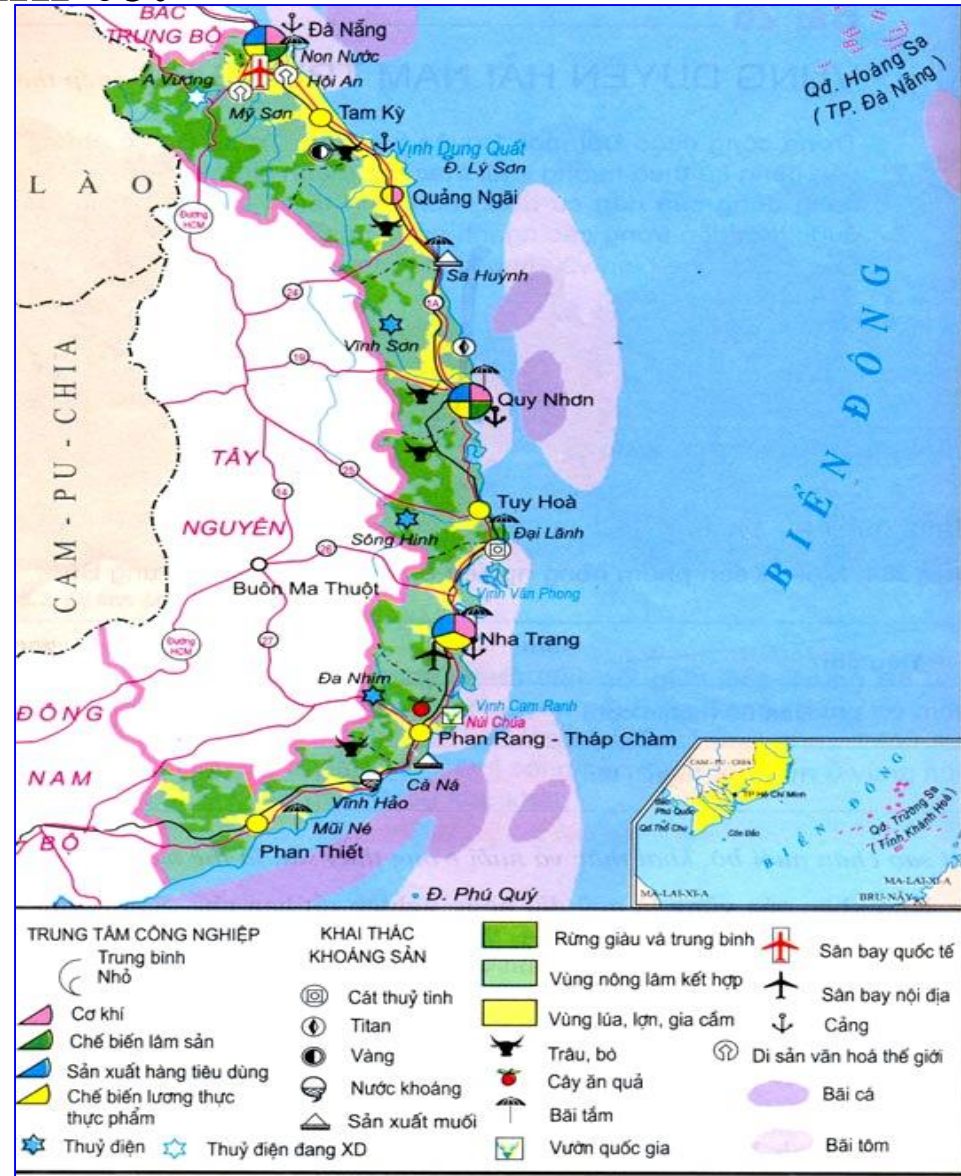 BẮC
TRUNG BỘ
Đà Nẵng
Non Nước
A Vương
Hội An
Mỹ Sơn
Tam Kỳ
Qđ. Hoàng Sa
( TP. Đà Nẵng )
Vịnh Dung Quất
Đ. Lý Sơn
LÀO
Đường
HCM
Quảng Ngãi
Sa Huỳnh
24
1A
Vĩnh Sơn
19
Quy Nhơn
CAM - PU - CHIA
BIỂN ĐÔNG
TÂY
NGUYÊN
25
14
Tuy Hoà
Sông Hinh
Đại Lãnh
26
Buôn Ma Thuột
Vịnh Vân Phong
Đường
HCM
27
Nha Trang
Đa Nhim
Vịnh Cam Ranh
Núi Chúa
Phan Rang - Tháp Chàm
ĐÔNG
NAM
BỘ
Cà Ná
Vĩnh Hảo
Mũi Né
Phan Thiết
Đ. Phú Quý
CAM - PU - CHIA
TP Hồ Chí Minh
Phú Quốc
Qđ.Thổ Chu
Côn Đảo
BIỂN ĐÔNG
Qđ. Trường Sa
( Tỉnh Khánh Hoà )
MA-LAI-XI-A
MA-LAI-XI-A
BRU-NÂY
TRUNG TÂM CÔNG NGHIỆP
Trung bình
Nhỏ
Cơ khí
Chế biến lâm sản
Sản xuất hàng tiêu dùng
Chế biến lương thực
thực phẩm
Thuỷ điện
Thuỷ điện đang XD
KHAI THÁC
KHOÁNG SẢN
Cát thuỷ tinh
Titan
Vàng
Nước khoáng
Sản xuất muối
Rừng giàu và trung bình
Vùng nông lâm kết hợp
Vùng lúa, lợn, gia cầm
Trâu, bò
Cây ăn quả
Bãi tắm
Vườn quốc gia
Sân bay quốc tế
Sân bay nội địa
Cảng
Di sản văn hoá thế giới
Bãi cá
Bãi tôm